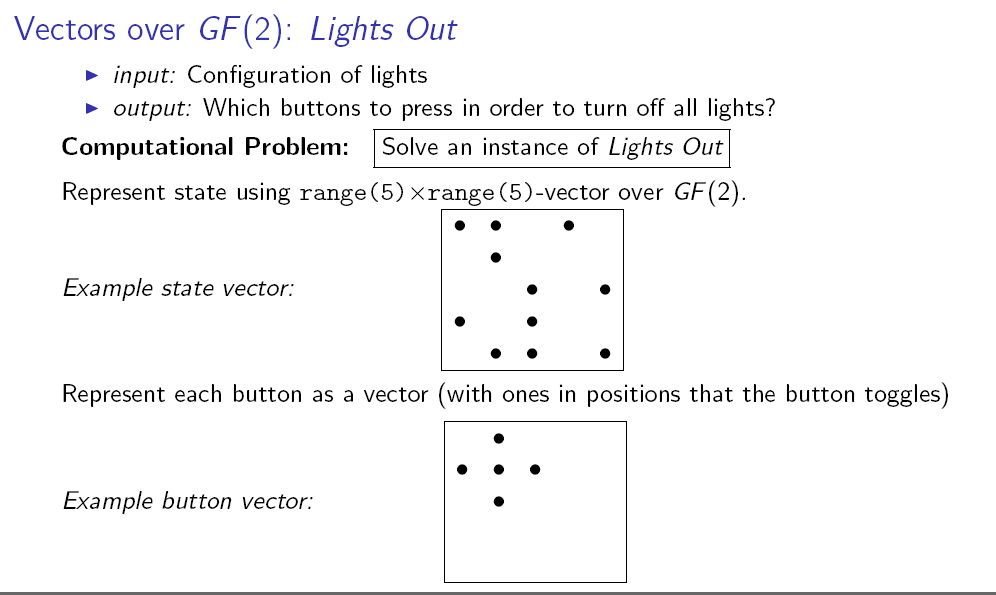 Vectors over GF(2): Lights Out
▶ input: Configuration of lights
▶ output: Which buttons to press in order to turn off all lights?
Computational Problem: Solve an instance of Lights Out
Represent state using range(5)×range(5)-vector over GF(2).
Example state vector:
Represent each button as a vector (with ones in positions that the button toggles)
Example button vector: